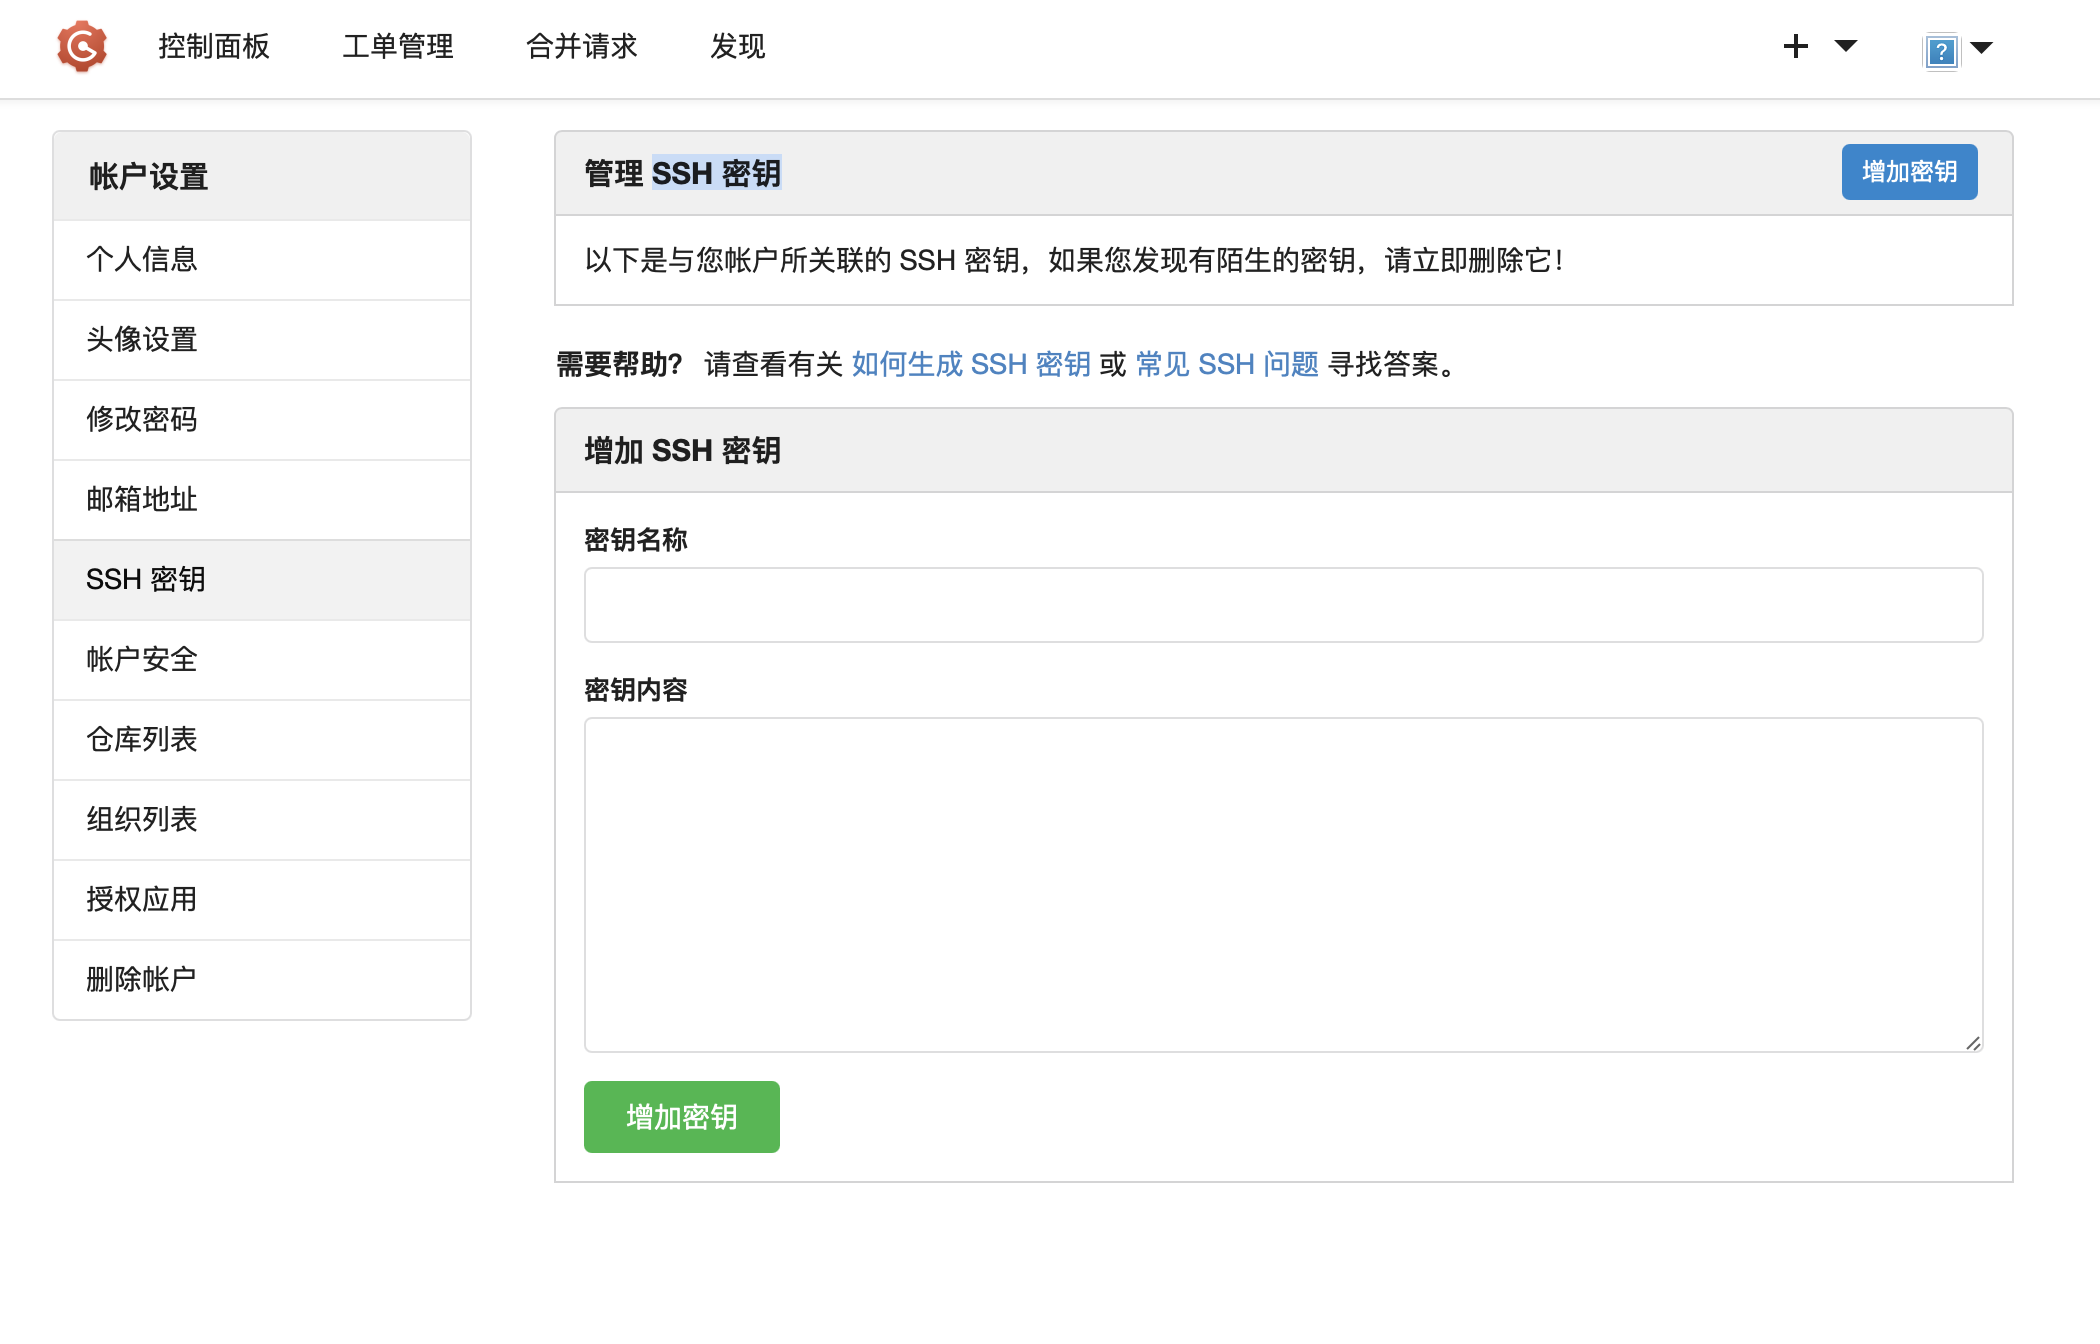 控制面板 工单管理 合并请求 发现
帐户设置
个人信息
头像设置
修改密码
邮箱地址
SSH 密钥
帐户安全
仓库列表
组织列表
授权应用
删除帐户
管理 SSH 密钥 增加密钥
以下是与您帐户所关联的 SSH 密钥，如果您发现有陌生的密钥，请立即删除它！
需要帮助？ 请查看有关 如何生成 SSH 密钥 或 常见 SSH 问题 寻找答案。
增加 SSH 密钥
密钥名称
密钥内容
增加密钥